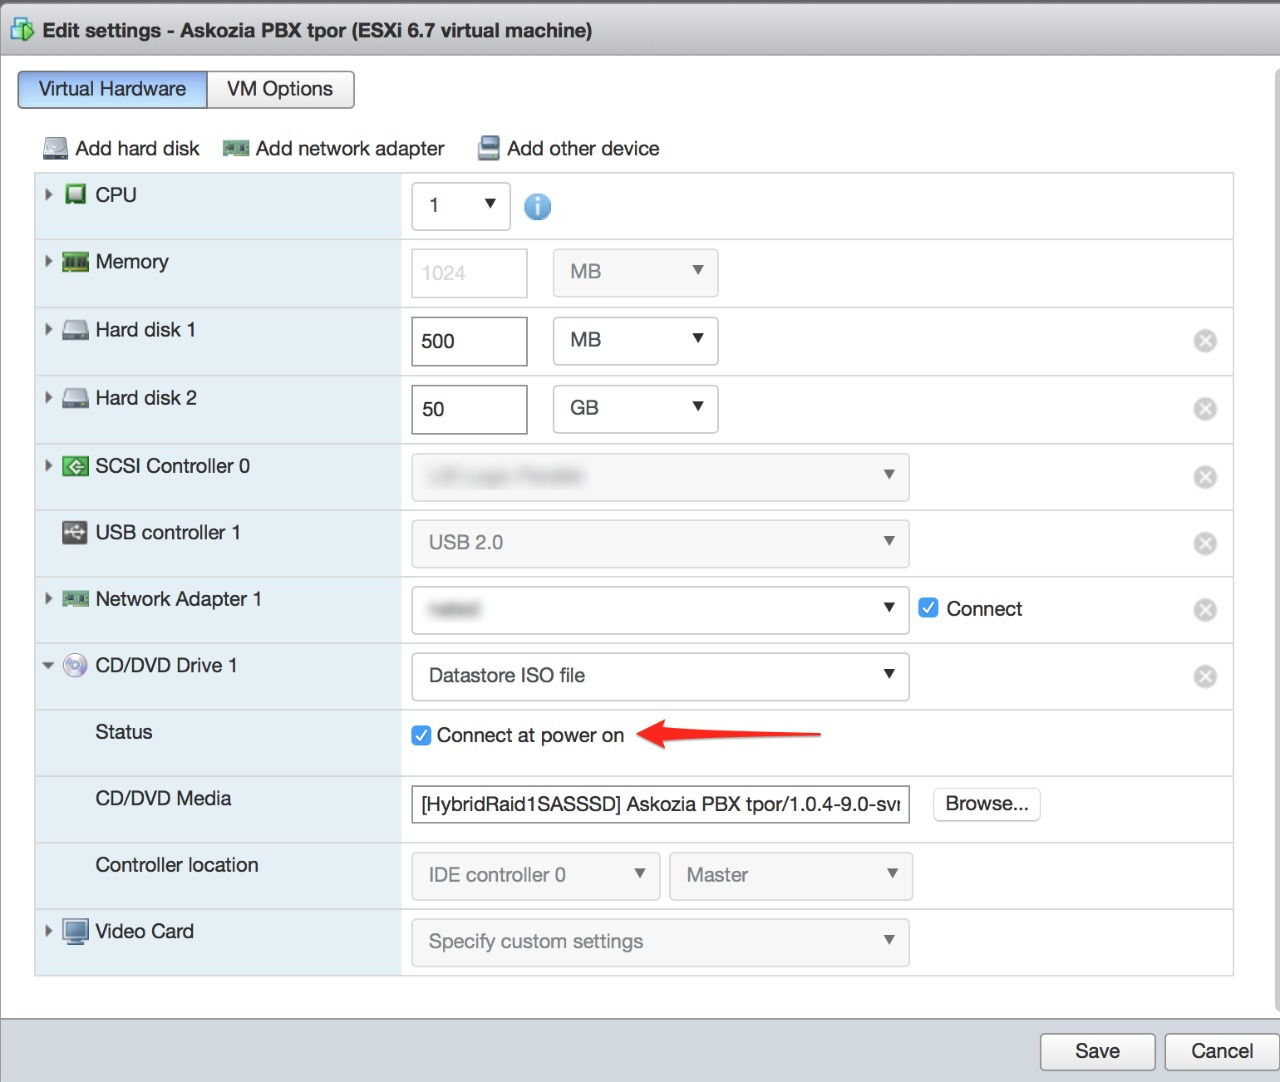 Edit settings - Askozia PBX tpor (ESXi 6.7 virtual machine)
Virtual Hardware VM Options
Add hard disk Add network adapter Add other device
CPU 1
Memory 1024 MB
Hard disk 1 500 MB
Hard disk 2 50 GB
SCSI Controller 0
USB controller 1 USB 2.0
Network Adapter 1 Connect
CD/DVD Drive 1 Datastore ISO file
Status Connect at power on
CD/DVD Media [HybridRaid1SASSSD] Askozia PBX tpor/1.0.4-9.0-svr Browse...
Controller location IDE controller 0 Master
Video Card Specify custom settings
Save Cancel